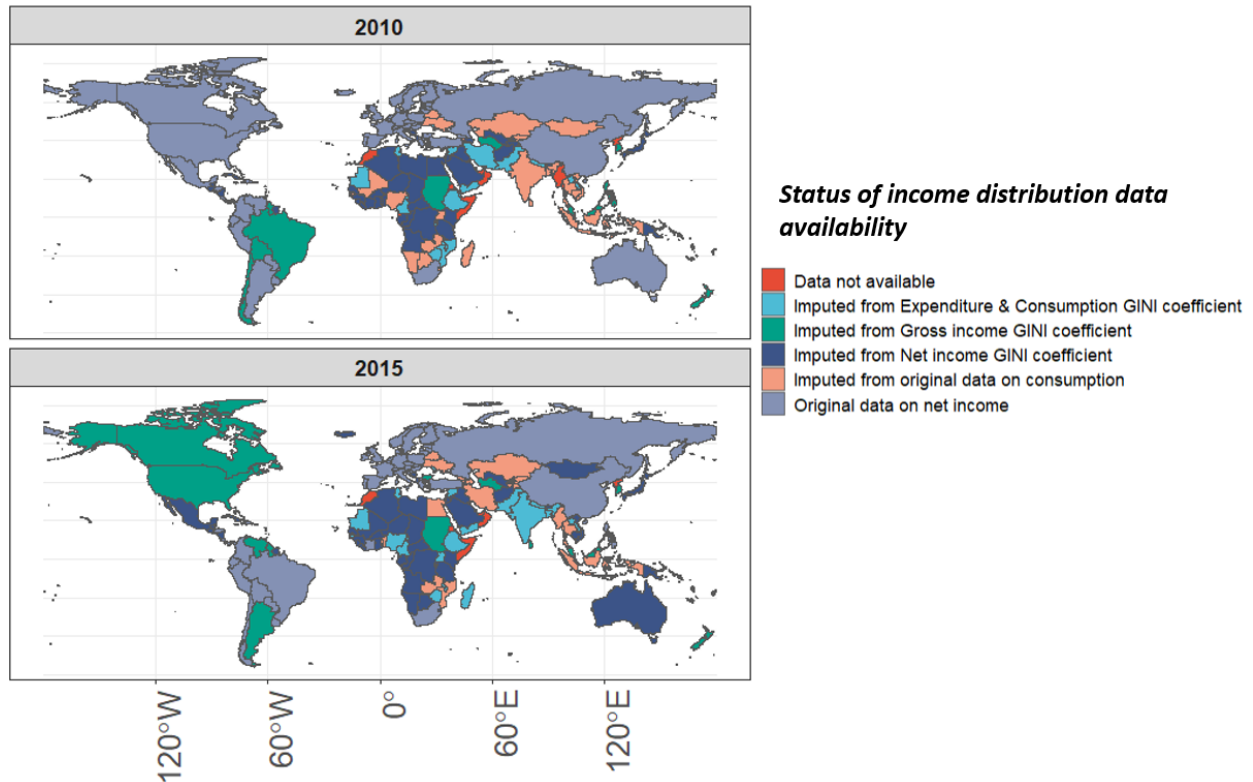 2010
2015
120°W
60°W
0°
60°E
120°E
Status of income distribution data
availability
Data not available
Imputed from Expenditure & Consumption GINI coefficient
Imputed from Gross income GINI coefficient
Imputed from Net income GINI coefficient
Imputed from original data on consumption
Original data on net income